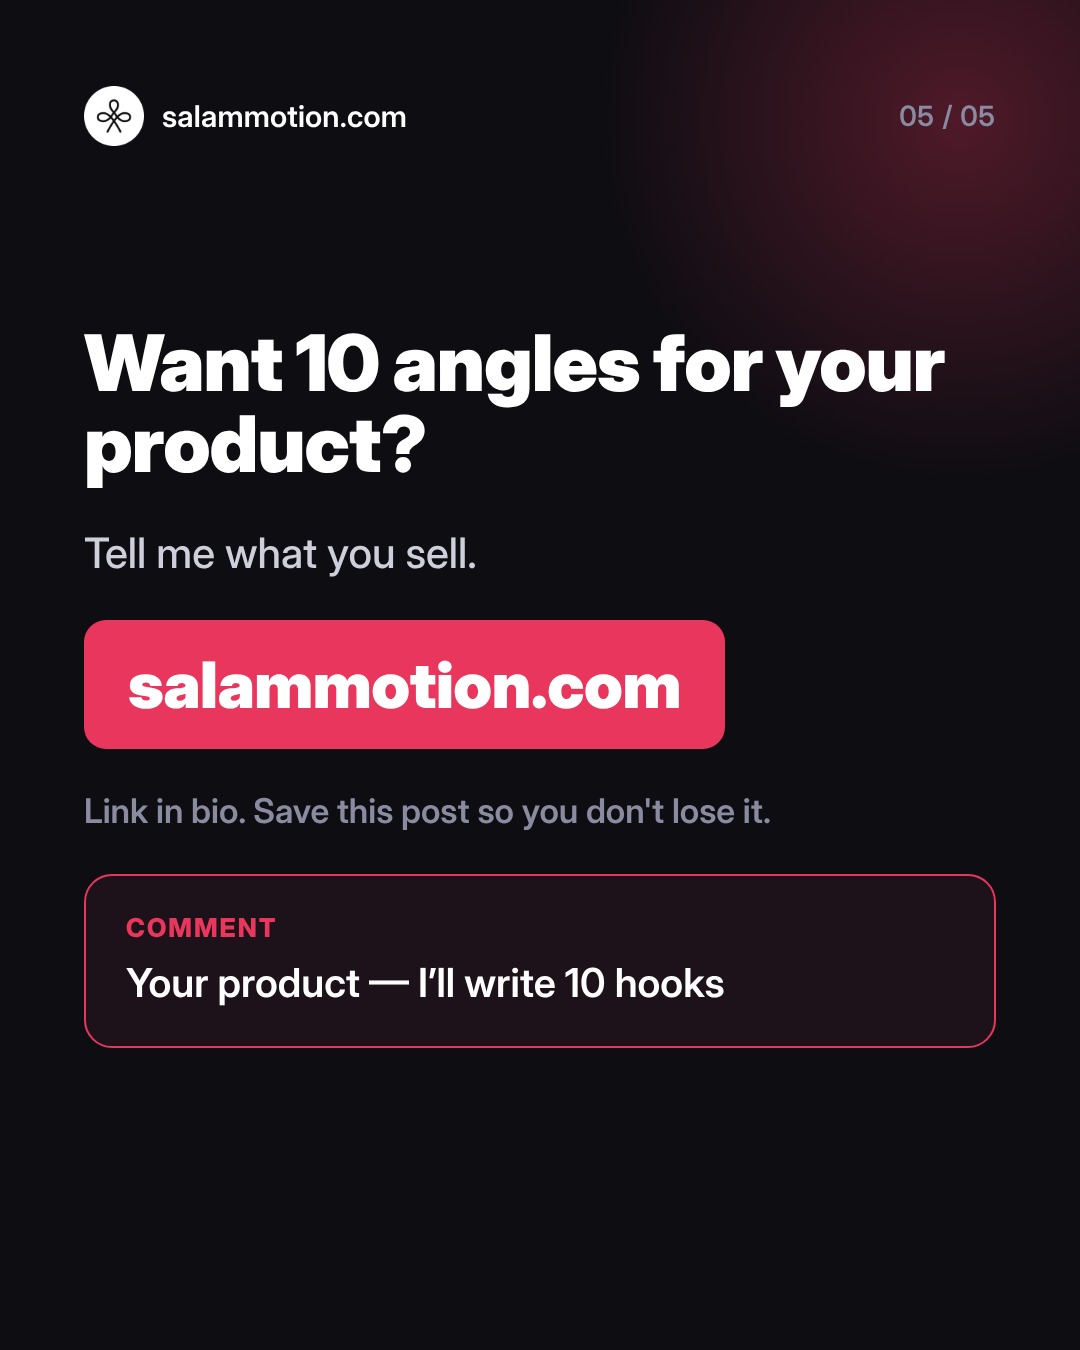 salammotion.com
05 / 05
Want 10 angles for your
product?
Tell me what you sell.
salammotion.com
Link in bio. Save this post so you don't lose it.
COMMENT
Your product — I’ll write 10 hooks